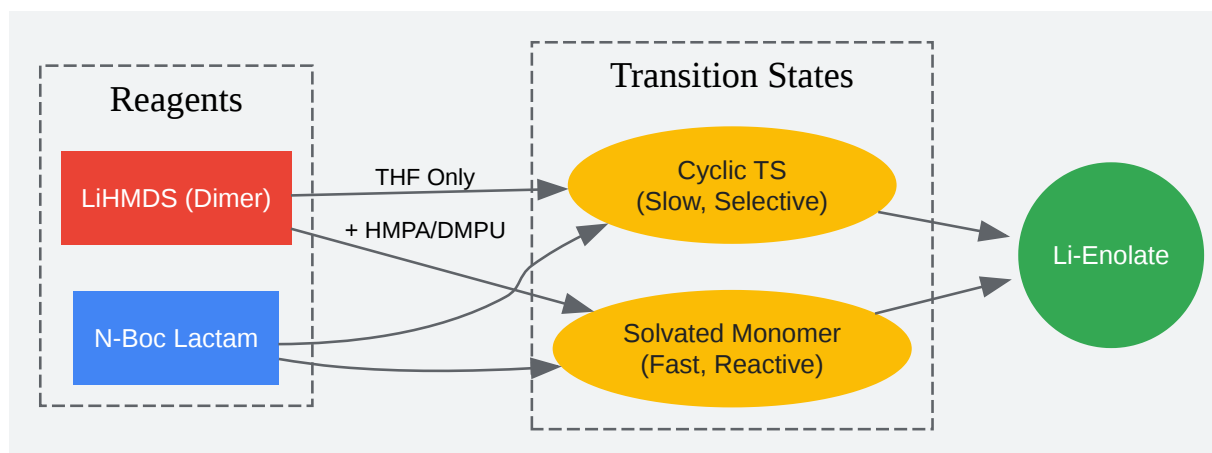 Reagents
LiHMDS (Dimer)
N-Boc Lactam
THF Only
+ HMPA/DMPU
Transition States
Cyclic TS
(Slow, Selective)
Solvated Monomer
(Fast, Reactive)
Li-Enolate